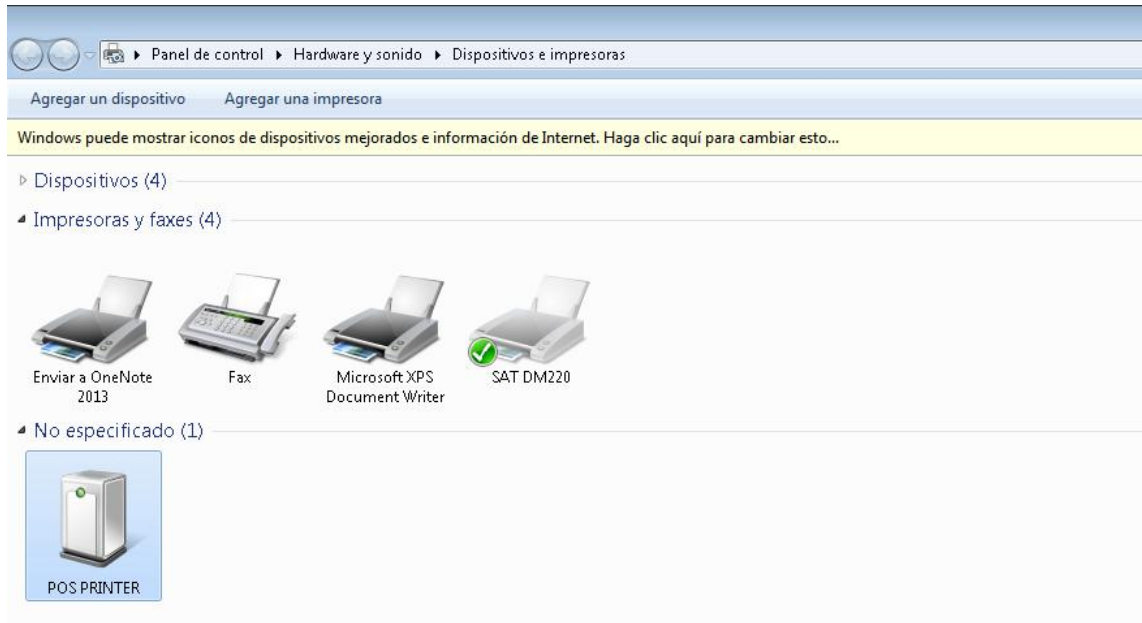 Panel de control ▸ Hardware y sonido ▸ Dispositivos e impresoras
Agregar un dispositivo Agregar una impresora
Windows puede mostrar iconos de dispositivos mejorados e información de Internet. Haga clic aquí para cambiar esto...
Dispositivos (4)
Impresoras y faxes (4)
Enviar a OneNote
2013
Fax
Microsoft XPS
Document Writer
SAT DM220
No especificado (1)
POS PRINTER